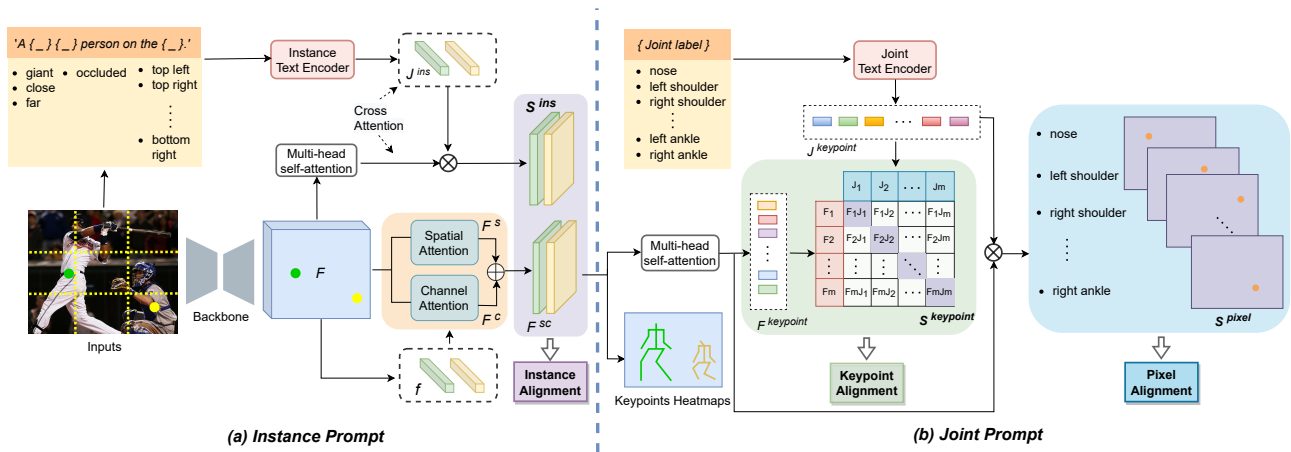 'A { _ } { _ } person on the { _ }.'
• giant
• close
• far
• occluded
• top left
• top right
• bottom
right
Instance
Text Encoder
J ins
Cross
Attention
Multi-head
self-attention
S ins
Inputs
Backbone
F
Spatial
Attention
Channel
Attention
F s
F c
f
F sc
Instance
Alignment
(a) Instance Prompt
{ Joint label }
• nose
• left shoulder
• right shoulder
• left ankle
• right ankle
Joint
Text Encoder
J keypoint
Multi-head
self-attention
Keypoints Heatmaps
F keypoint
J1 J2 · · · Jm
F1 F1J1 F1J2 · · · F1Jm
F2 F2J1 F2J2 · · · F2Jm
Fm FmJ1 FmJ2 · · · FmJm
S keypoint
Keypoint
Alignment
• nose
• left shoulder
• right shoulder
• right ankle
S pixel
Pixel
Alignment
(b) Joint Prompt